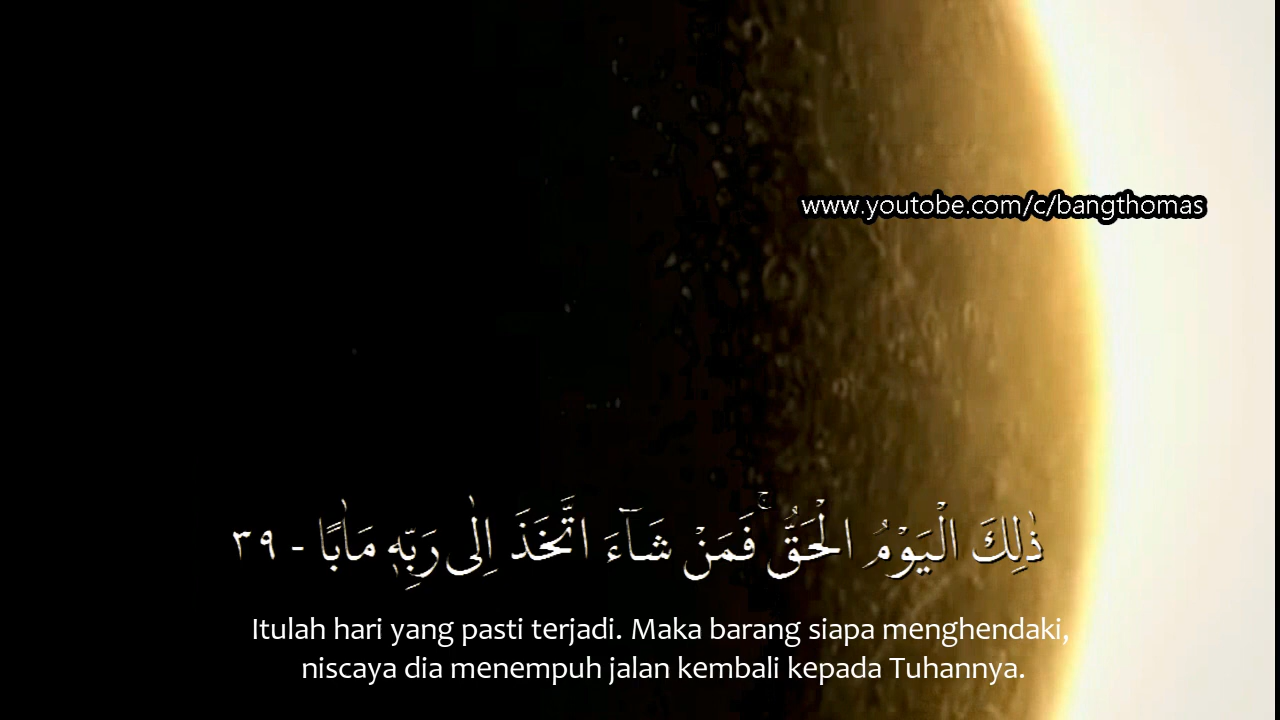 www.youtobe.com/c/bangthomas
ذٰلِكَ الْيَوْمُ الْحَقُّ ۚ فَمَنْ شَاۤءَ اتَّخَذَ اِلٰى رَبِّهٖ مَاٰبًا - ٣٩
Itulah hari yang pasti terjadi. Maka barang siapa menghendaki,
niscaya dia menempuh jalan kembali kepada Tuhannya.